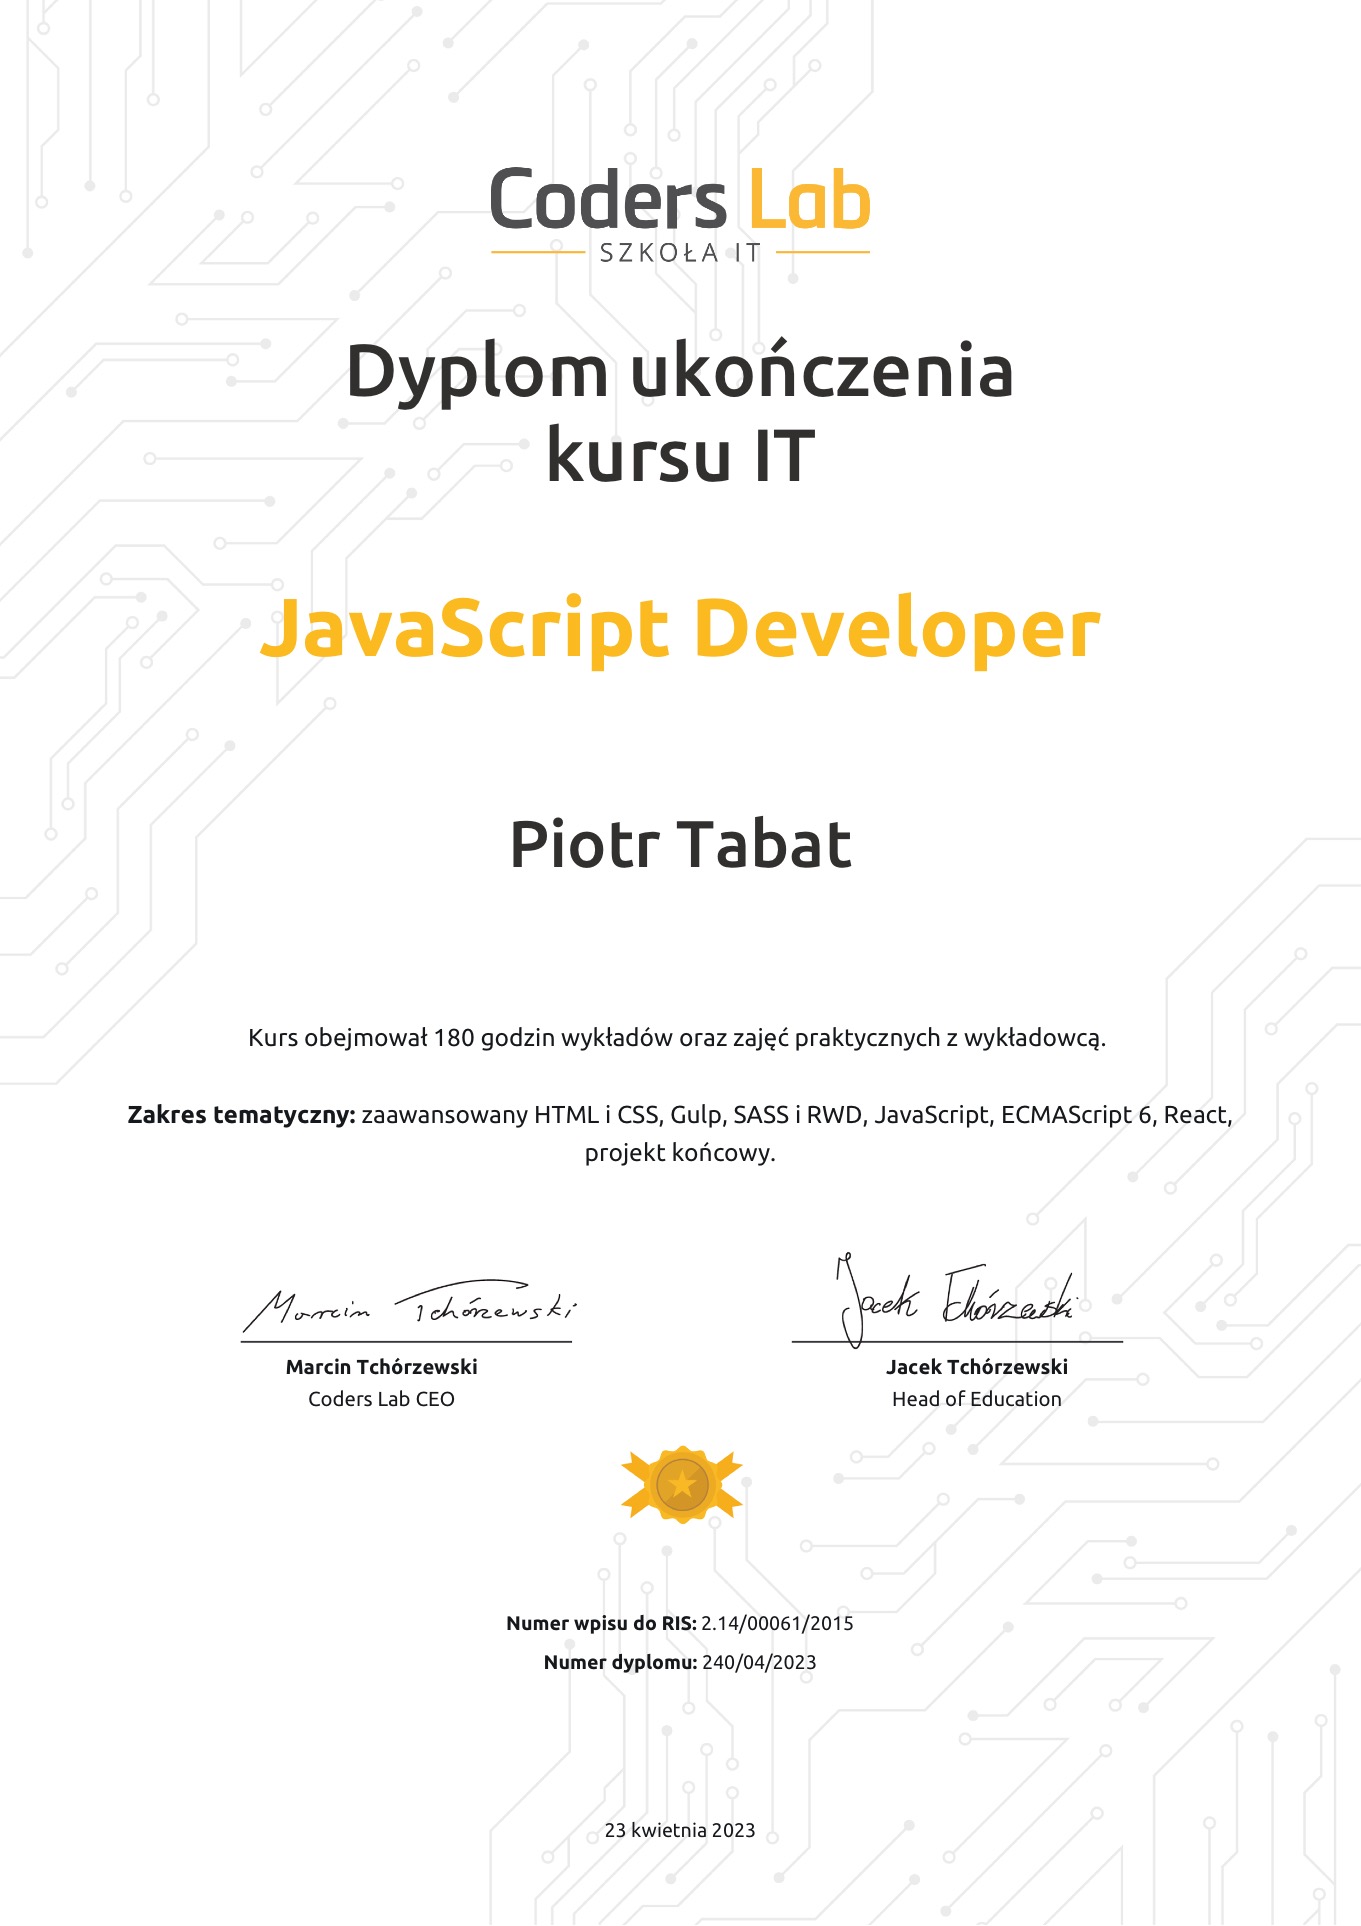 Coders Lab
SZKOŁA IT
Dyplom ukończenia
kursu IT
JavaScript Developer
Piotr Tabat
Kurs obejmował 180 godzin wykładów oraz zajęć praktycznych z wykładowcą.
Zakres tematyczny: zaawansowany HTML i CSS, Gulp, SASS i RWD, JavaScript, ECMAScript 6, React,
projekt końcowy.
Marcin Tchórzewski
Jacek Tchórzewski
Marcin Tchórzewski
Coders Lab CEO
Jacek Tchórzewski
Head of Education
Numer wpisu do RIS: 2.14/00061/2015
Numer dyplomu: 240/04/2023
23 kwietnia 2023